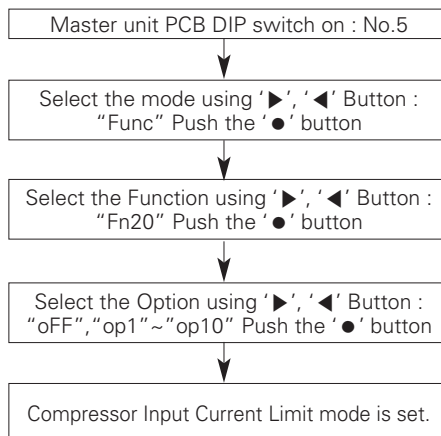 Master unit PCB DIP switch on : No.5
Select the mode using ‘▶’, ‘◀’ Button :
“Func” Push the ‘●’ button
Select the Function using ‘▶’, ‘◀’ Button :
“Fn20” Push the ‘●’ button
Select the Option using ‘▶’, ‘◀’ Button :
“oFF”,“op1”~”op10” Push the ‘●’ button
Compressor Input Current Limit mode is set.